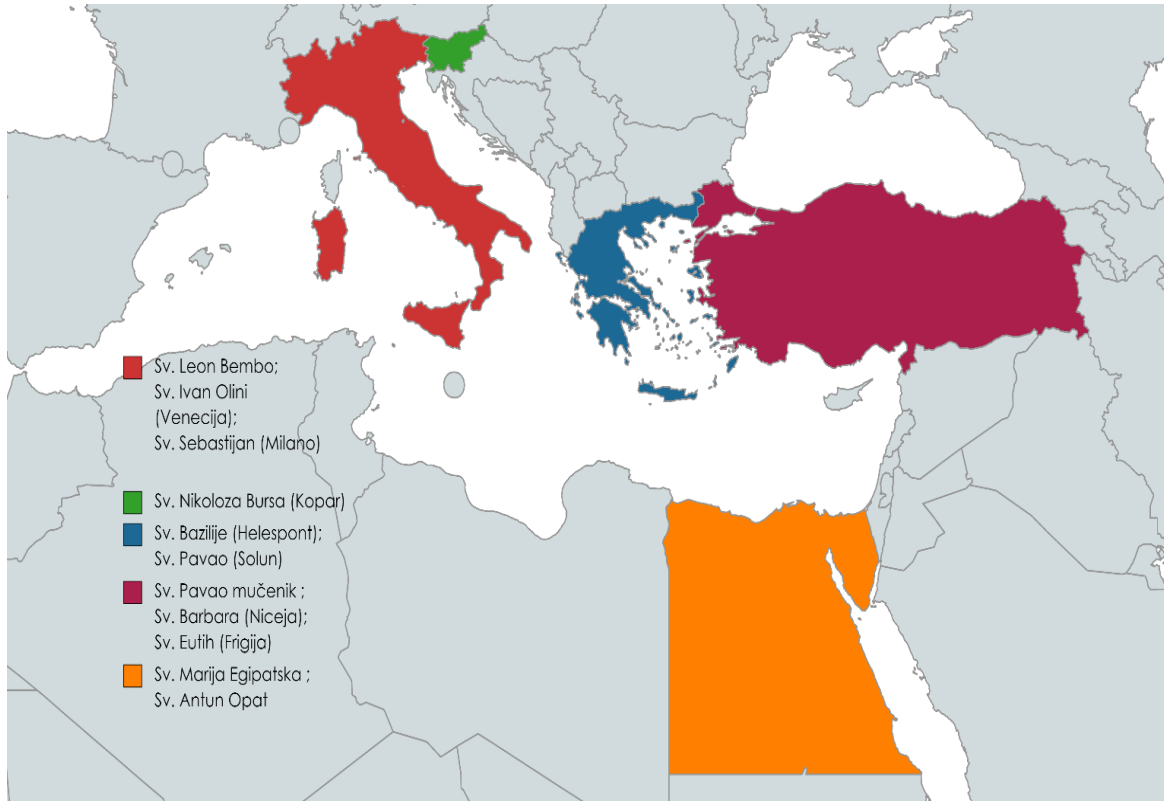 Sv. Leon Bembo;
Sv. Ivan Olini
(Venecija);
Sv. Sebastijan (Milano)
Sv. Nikoloza Bursa (Kopar)
Sv. Bazilije (Helespont);
Sv. Pavao (Solun)
Sv. Pavao mučenik ;
Sv. Barbara (Niceja);
Sv. Eutih (Frigija)
Sv. Marija Egipatska ;
Sv. Antun Opat